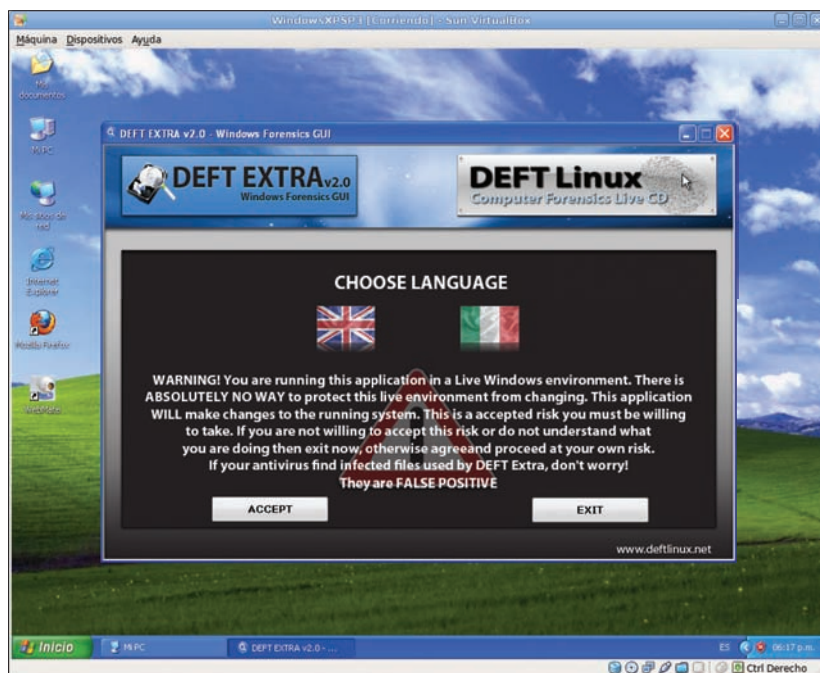 WindowsXPSP3 [Corriendo] - Sun VirtualBox
Máquina Dispositivos Ayuda
Mis documentos
Mi PC
Mis sitios de red
Internet Explorer
Mozilla Firefox
DEFT EXTRA v2.0 - Windows Forensics GUI
DEFT EXTRA v2.0
Windows Forensics GUI
DEFT Linux
Computer Forensics Live CD
CHOOSE LANGUAGE
WARNING! You are running this application in a Live Windows environment. There is
ABSOLUTELY NO WAY to protect this live environment from changing. This application
WILL make changes to the running system. This is a accepted risk you must be willing
to take. If you are not willing to accept this risk or do not understand what
you are doing then exit now, otherwise agreeand proceed at your own risk.
If your antivirus find infected files used by DEFT Extra, don't worry!
They are FALSE POSITIVE
ACCEPT
EXIT
www.deftlinux.net
Inicio
Mi PC
DEFT EXTRA v2.0 - ...
ES
06:17 p.m.
Ctrl Derecho